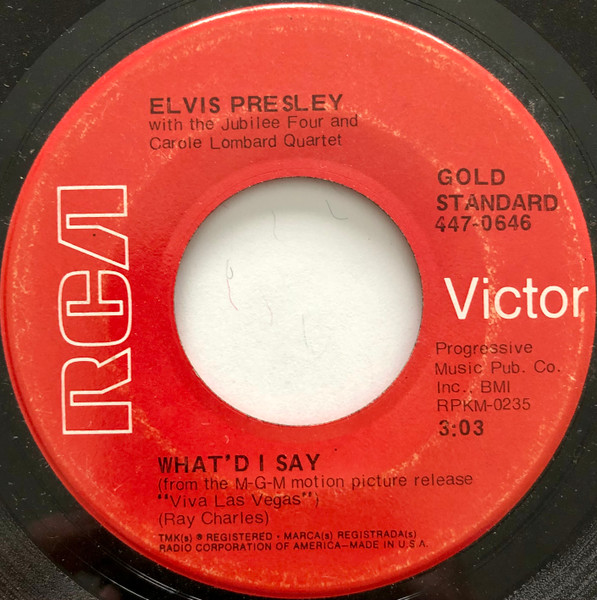 ELVIS PRESLEY
with the Jubilee Four and
Carole Lombard Quartet
GOLD
STANDARD
447-0646
RCA
Victor
Progressive
Music Pub. Co.
Inc., BMI
RPKM-0235
3:03
WHAT'D I SAY
(from the M-G-M motion picture release
"Viva Las Vegas")
(Ray Charles)
TMK(s) ® REGISTERED • MARCA(s) REGISTRADA(s)
RADIO CORPORATION OF AMERICA—MADE IN U.S.A.